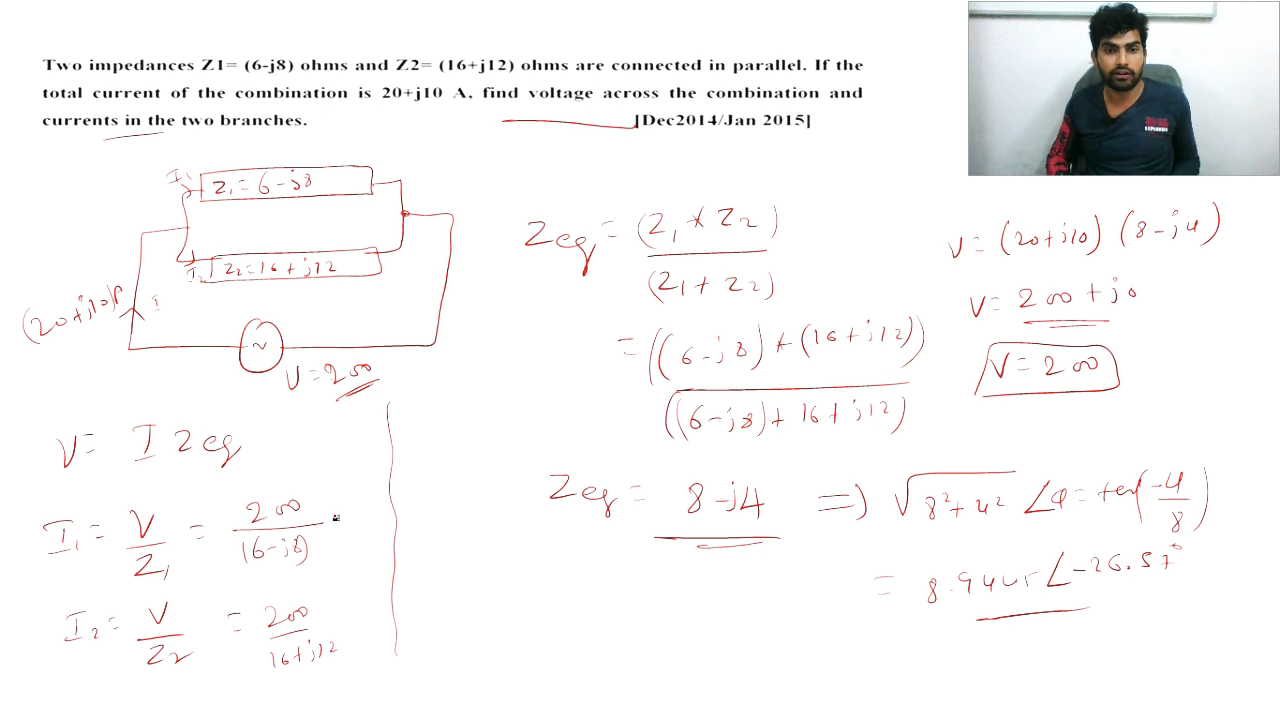 Two impedances Z1= (6-j8) ohms and Z2= (16+j12) ohms are connected in parallel. If the
total current of the combination is 20+j10 A, find voltage across the combination and
currents in the two branches. [Dec2014/Jan 2015]
I₁
Z₁=6-j8
I₂
Z₂=16+j12
(20+j10)A
I
~
V=200
V= I Zeq
I₁ = V/Z₁ = 200/(6-j8)
I₂ = V/Z₂ = 200/16+j12
Zeq = (Z₁ * Z₂)/(Z₁ + Z₂)
= ((6-j8) * (16+j12))/((6-j8) + 16+j12)
Zeq = 8-j4 => √8²+4² ∠φ = tan(-4/8)
= 8.9445 ∠-26.57°
V = (20+j10) (8-j4)
V = 200 + j0
V = 200